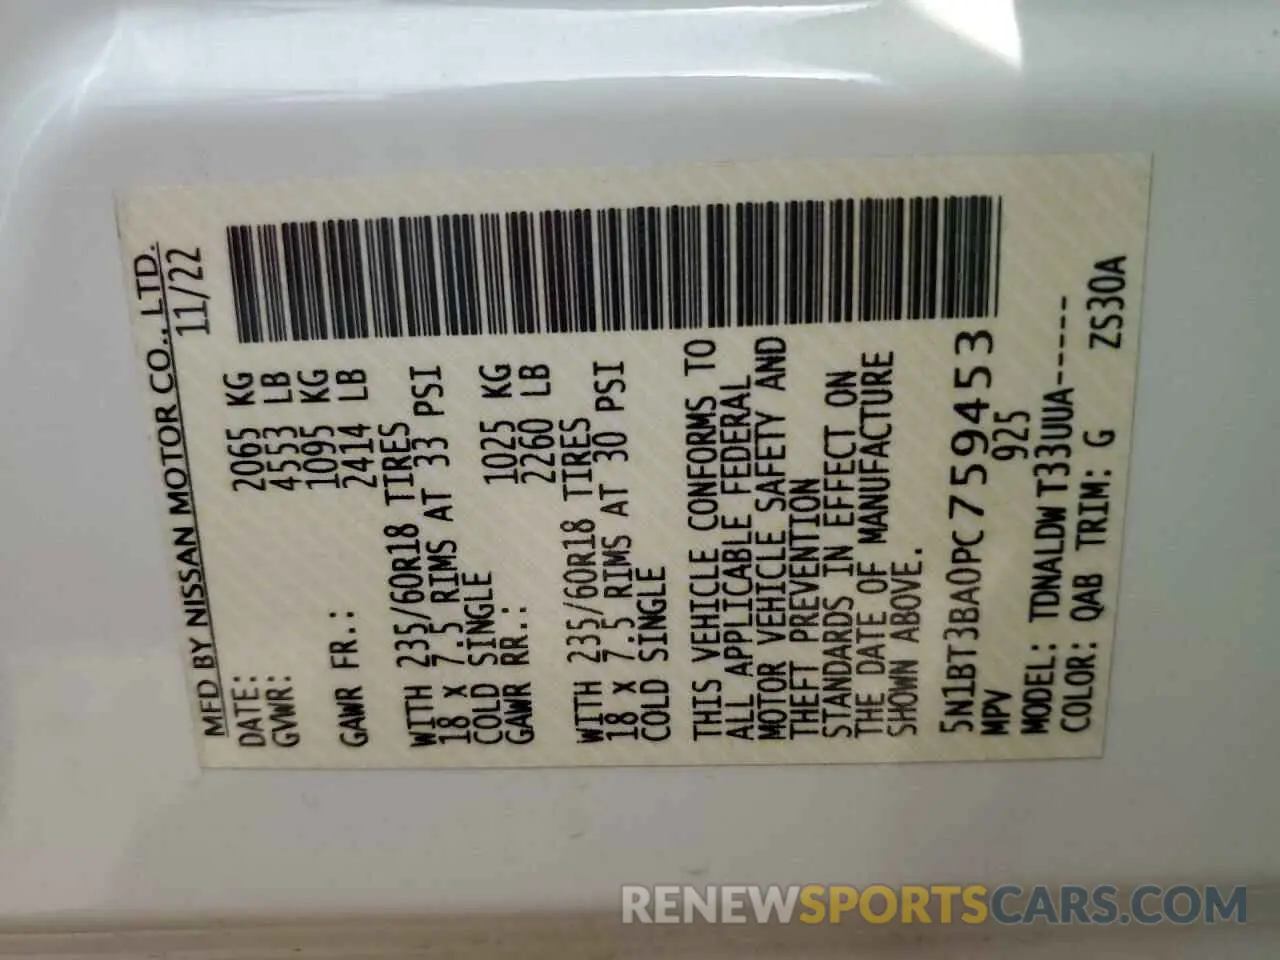 MFD BY NISSAN MOTOR CO., LTD.
DATE: 11/22
GVWR: 2065 KG
4553 LB
1095 KG
GAWR FR.: 2414 LB
WITH 235/60R18 TIRES
18 X 7.5 RIMS AT 33 PSI
COLD SINGLE 1025 KG
GAWR RR.: 2260 LB
WITH 235/60R18 TIRES
18 X 7.5 RIMS AT 30 PSI
COLD SINGLE
THIS VEHICLE CONFORMS TO
ALL APPLICABLE FEDERAL
MOTOR VEHICLE SAFETY AND
THEFT PREVENTION
STANDARDS IN EFFECT ON
THE DATE OF MANUFACTURE
SHOWN ABOVE.
5N1BT3BA0PC759453
MPV 925
MODEL: TDNALDW T33UUA-----
COLOR: QAB TRIM: G ZS30A
RENEWSPORTSCARS.COM